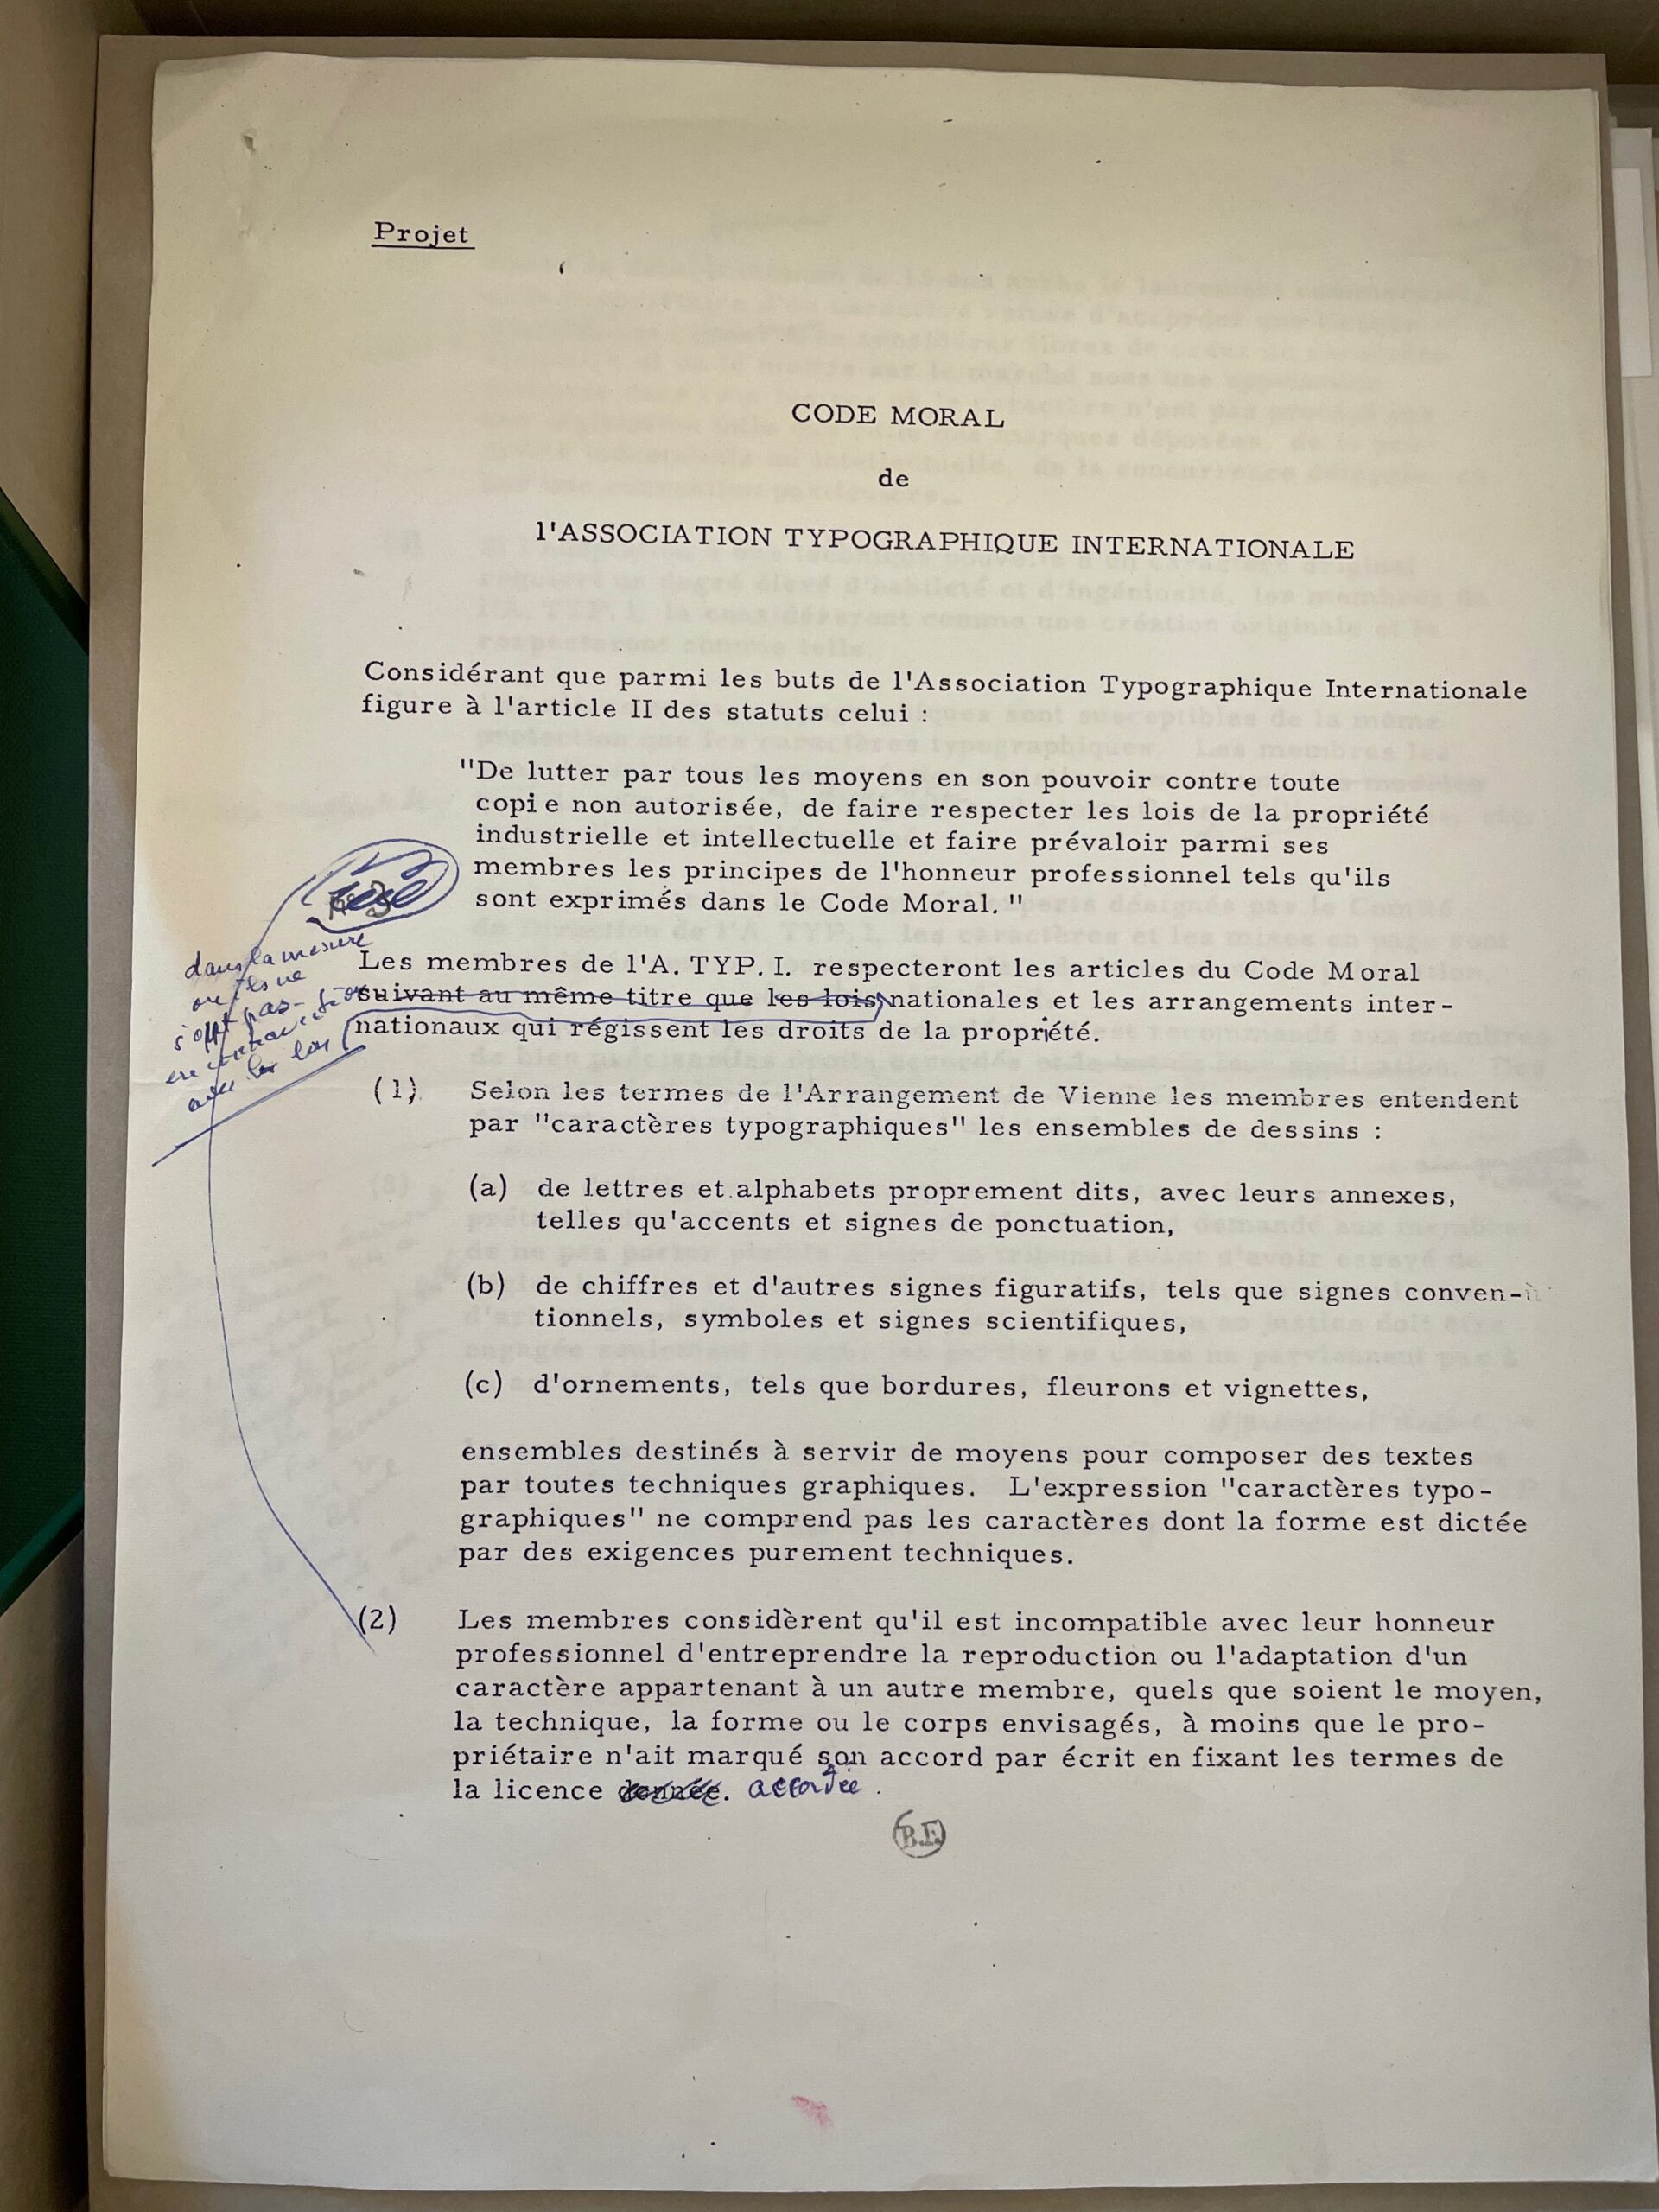 Projet
CODE MORAL
de
l'ASSOCIATION TYPOGRAPHIQUE INTERNATIONALE
Considérant que parmi les buts de l'Association Typographique Internationale
figure à l'article II des statuts celui :
"De lutter par tous les moyens en son pouvoir contre toute
copie non autorisée, de faire respecter les lois de la propriété
industrielle et intellectuelle et faire prévaloir parmi ses
membres les principes de l'honneur professionnel tels qu'ils
sont exprimés dans le Code Moral."
dans la mesure
où ils ne
pas
avec les lois
Les membres de l'A. TYP. I. respecteront les articles du Code Moral
suivant au même titre que les lois nationales et les arrangements inter-
nationaux qui régissent les droits de la propriété.
(1) Selon les termes de l'Arrangement de Vienne les membres entendent
par "caractères typographiques" les ensembles de dessins :
(a) de lettres et alphabets proprement dits, avec leurs annexes,
telles qu'accents et signes de ponctuation,
(b) de chiffres et d'autres signes figuratifs, tels que signes conven-
tionnels, symboles et signes scientifiques,
(c) d'ornements, tels que bordures, fleurons et vignettes,
ensembles destinés à servir de moyens pour composer des textes
par toutes techniques graphiques. L'expression "caractères typo-
graphiques" ne comprend pas les caractères dont la forme est dictée
par des exigences purement techniques.
(2) Les membres considèrent qu'il est incompatible avec leur honneur
professionnel d'entreprendre la reproduction ou l'adaptation d'un
caractère appartenant à un autre membre, quels que soient le moyen,
la technique, la forme ou le corps envisagés, à moins que le pro-
priétaire n'ait marqué son accord par écrit en fixant les termes de
la licence donnée. accordée.
B.F.